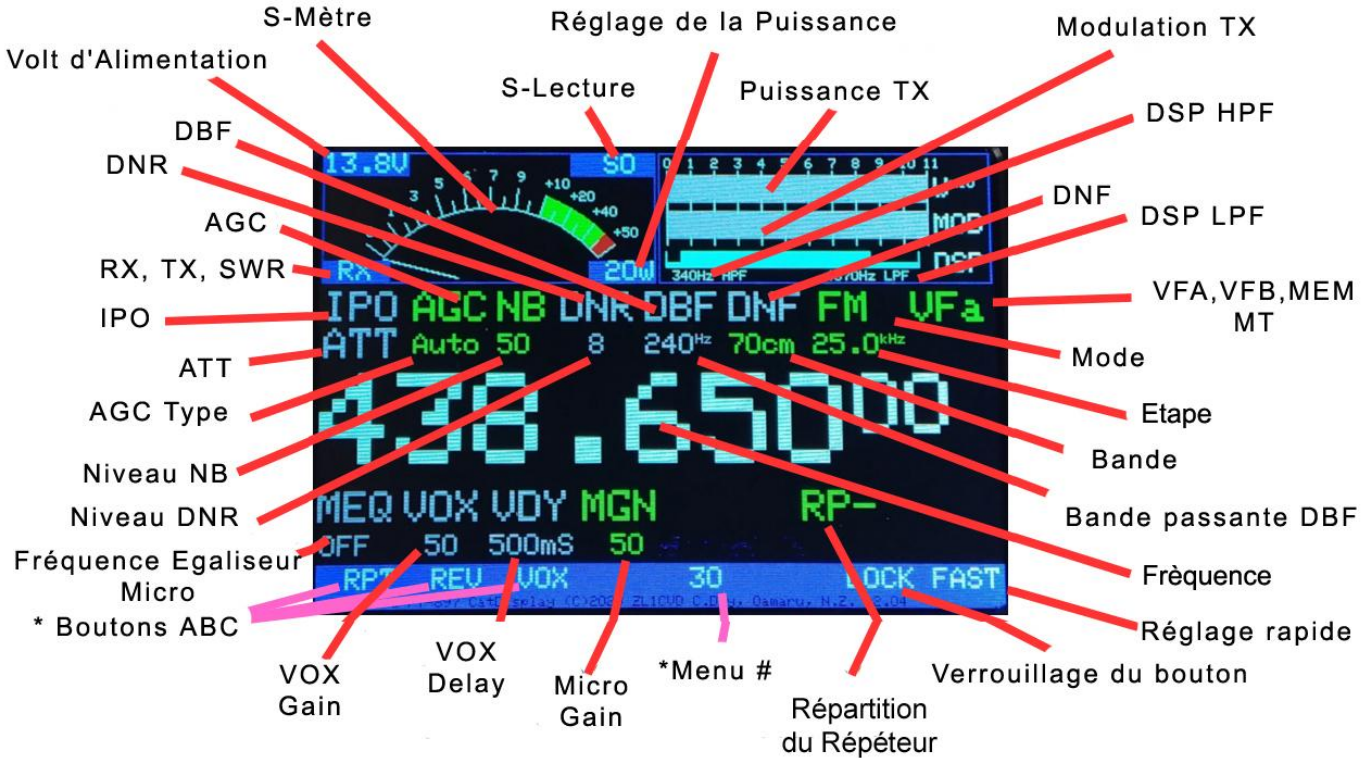 S-Mètre
Réglage de la Puissance
Modulation TX
Volt d'Alimentation
S-Lecture
Puissance TX
DBF
DSP HPF
DNR
DNF
AGC
DSP LPF
RX, TX, SWR
IPO
VFA,VFB,MEM
MT
ATT
Mode
AGC Type
Etape
Niveau NB
Bande
Niveau DNR
Bande passante DBF
Fréquence Egaliseur
Micro
Frèquence
* Boutons ABC
Réglage rapide
VOX
Gain
VOX
Delay
Micro
Gain
*Menu #
Verrouillage du bouton
Répartition
du Répéteur
13.8V
S0
0 1 2 3 4 5 6 7 8 9 10 11
1 3 5 6 7 9 +10 +20 +40 +50
MOD
DSP
RX
20W
340Hz HPF
LPF
IPO AGC NB DNR DBF DNF FM VFa
ATT Auto 50 8 240Hz 70cm 25.0kHz
438.65000
MEQ VOX VDY MGN RP-
OFF 50 500mS 50
RPT REV VOX 30 LOCK FAST
ZL1CVD Oamaru, N.Z.